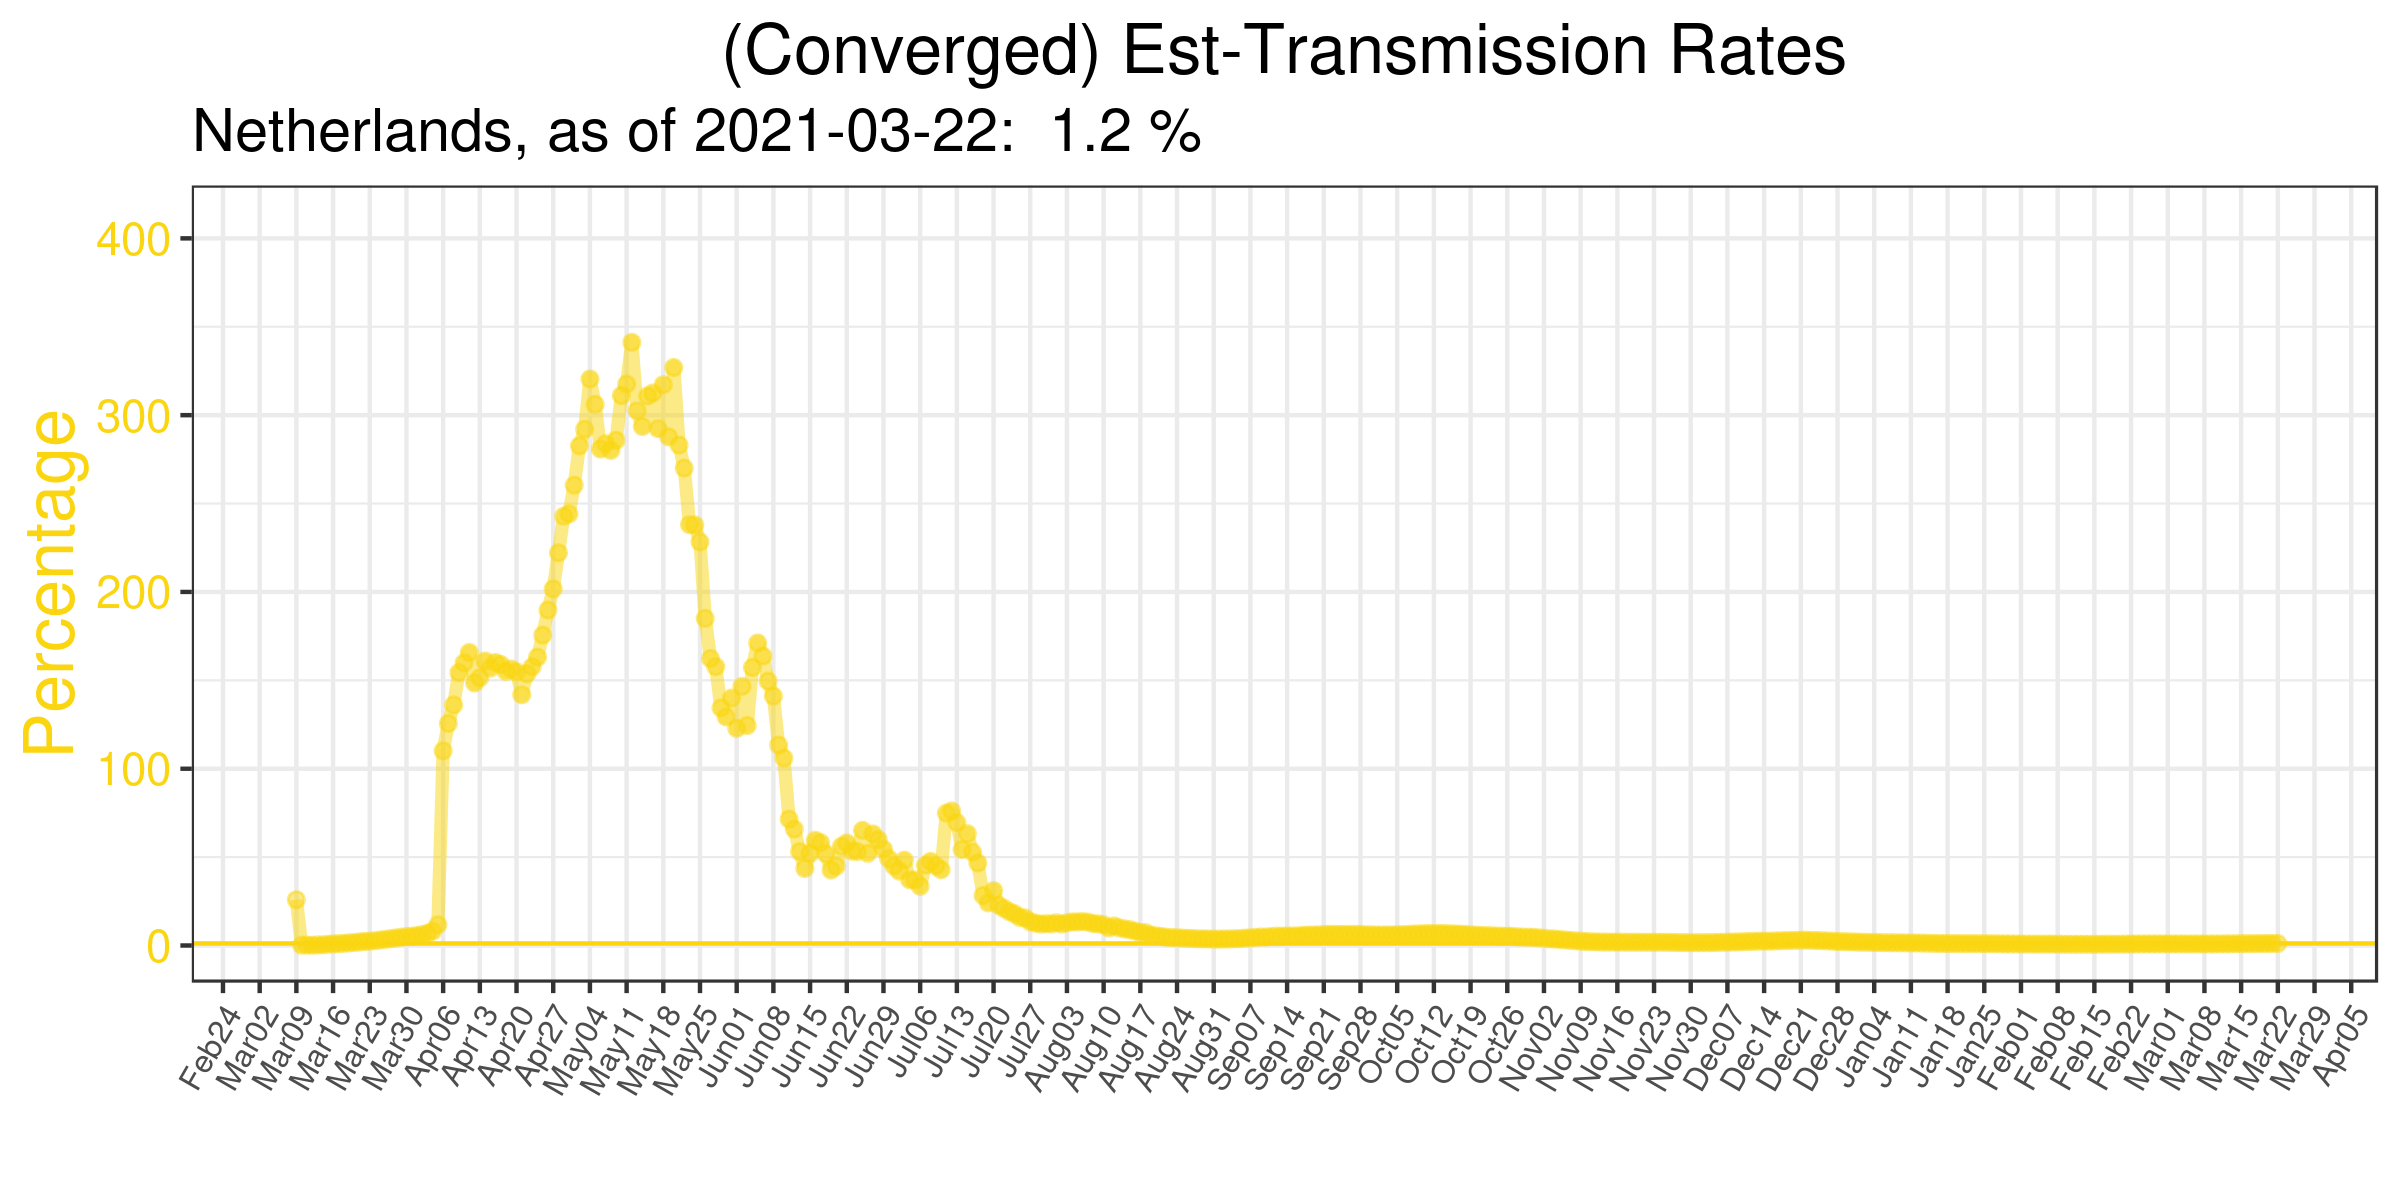 (Converged) Est-Transmission Rates
Netherlands, as of 2021-03-22:  1.2 %
Percentage
400
300
200
100
0
Feb24 Mar02 Mar09 Mar16 Mar23 Mar30 Apr06 Apr13 Apr20 Apr27 May04 May11 May18 May25 Jun01 Jun08 Jun15 Jun22 Jun29 Jul06 Jul13 Jul20 Jul27 Aug03 Aug10 Aug17 Aug24 Aug31 Sep07 Sep14 Sep21 Sep28 Oct05 Oct12 Oct19 Oct26 Nov02 Nov09 Nov16 Nov23 Nov30 Dec07 Dec14 Dec21 Dec28 Jan04 Jan11 Jan18 Jan25 Feb01 Feb08 Feb15 Feb22 Mar01 Mar08 Mar15 Mar22 Mar29 Apr05